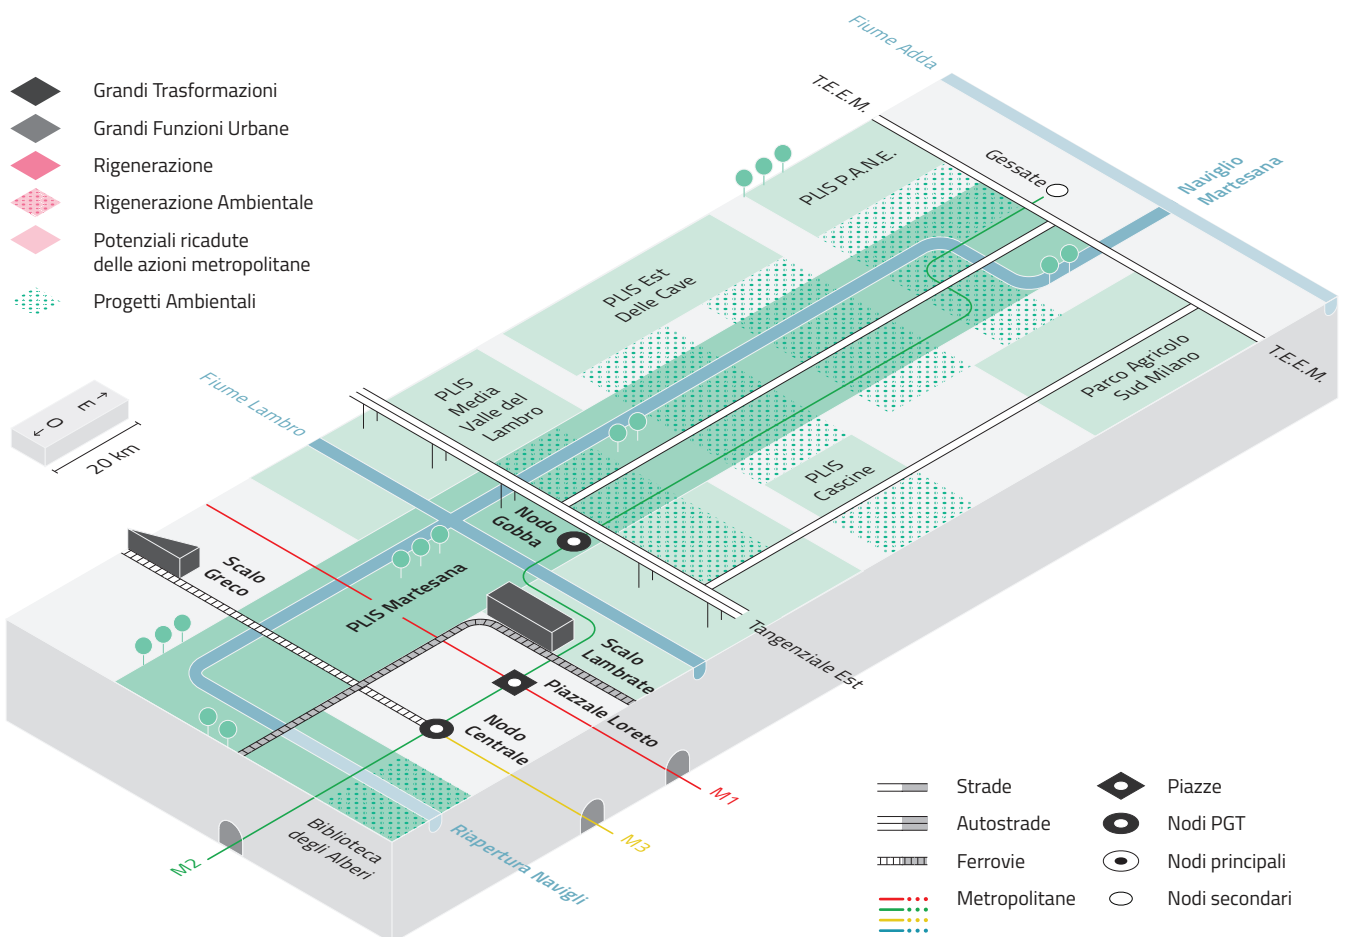 Grandi Trasformazioni
Grandi Funzioni Urbane
Rigenerazione
Rigenerazione Ambientale
Potenziali ricadute
delle azioni metropolitane
Progetti Ambientali
E
O
20 km
Fiume Adda
T.E.E.M.
Gessate
Naviglio
Martesana
PLIS P.A.N.E.
PLIS Est
Delle Cave
PLIS
Media
Valle del
Lambro
Fiume Lambro
Parco Agricolo
Sud Milano
T.E.E.M.
PLIS
Cascine
Nodo
Gobba
Scalo
Greco
PLIS Martesana
Scalo
Lambrate
Tangenziale Est
Piazzale Loreto
Nodo
Centrale
M1
M3
M2
Biblioteca
degli Alberi
Riapertura Navigli
Strade
Autostrade
Ferrovie
Metropolitane
Piazze
Nodi PGT
Nodi principali
Nodi secondari